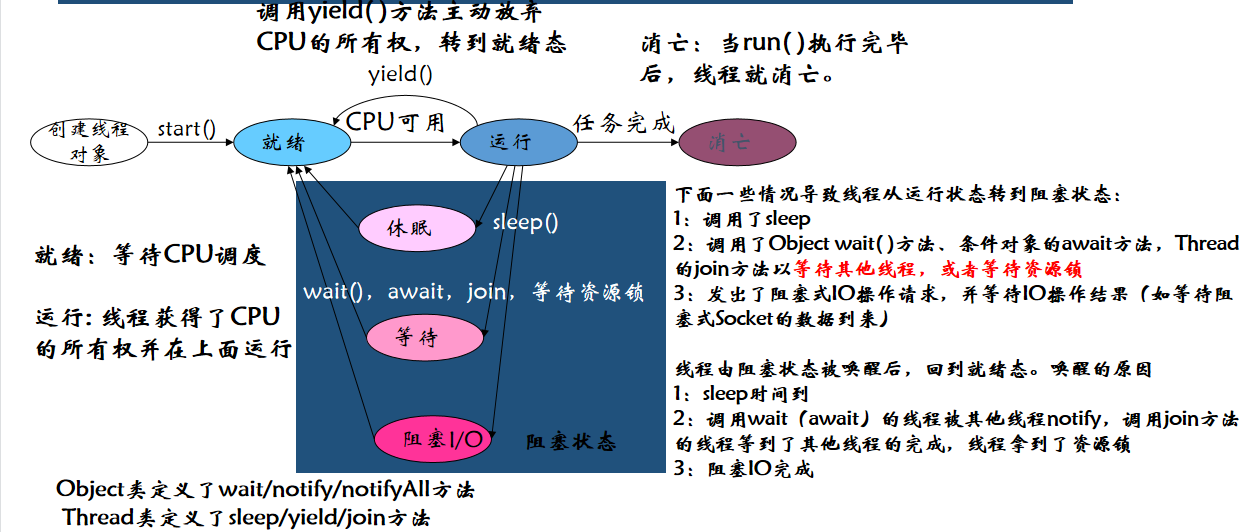 调用yield( )方法主动放弃
CPU的所有权，转到就绪态
消亡：当run( )执行完毕
后，线程就消亡。
yield()
创建线程
对象
start()
就绪
CPU可用
运行
任务完成
消亡
休眠
sleep()
wait()，await，join，等待资源锁
等待
阻塞I/O
阻塞状态
就绪：等待CPU调度
运行: 线程获得了CPU
的所有权并在上面运行
下面一些情况导致线程从运行状态转到阻塞状态：
1：调用了sleep
2：调用了Object wait( )方法、条件对象的await方法，Thread
的join方法以等待其他线程，或者等待资源锁
3：发出了阻塞式IO操作请求，并等待IO操作结果（如等待阻
塞式Socket的数据到来）
线程由阻塞状态被唤醒后，回到就绪态。唤醒的原因
1：sleep时间到
2：调用wait（await）的线程被其他线程notify，调用join方法
的线程等到了其他线程的完成，线程拿到了资源锁
3：阻塞IO完成
Object类定义了wait/notify/notifyAll方法
Thread类定义了sleep/yield/join方法